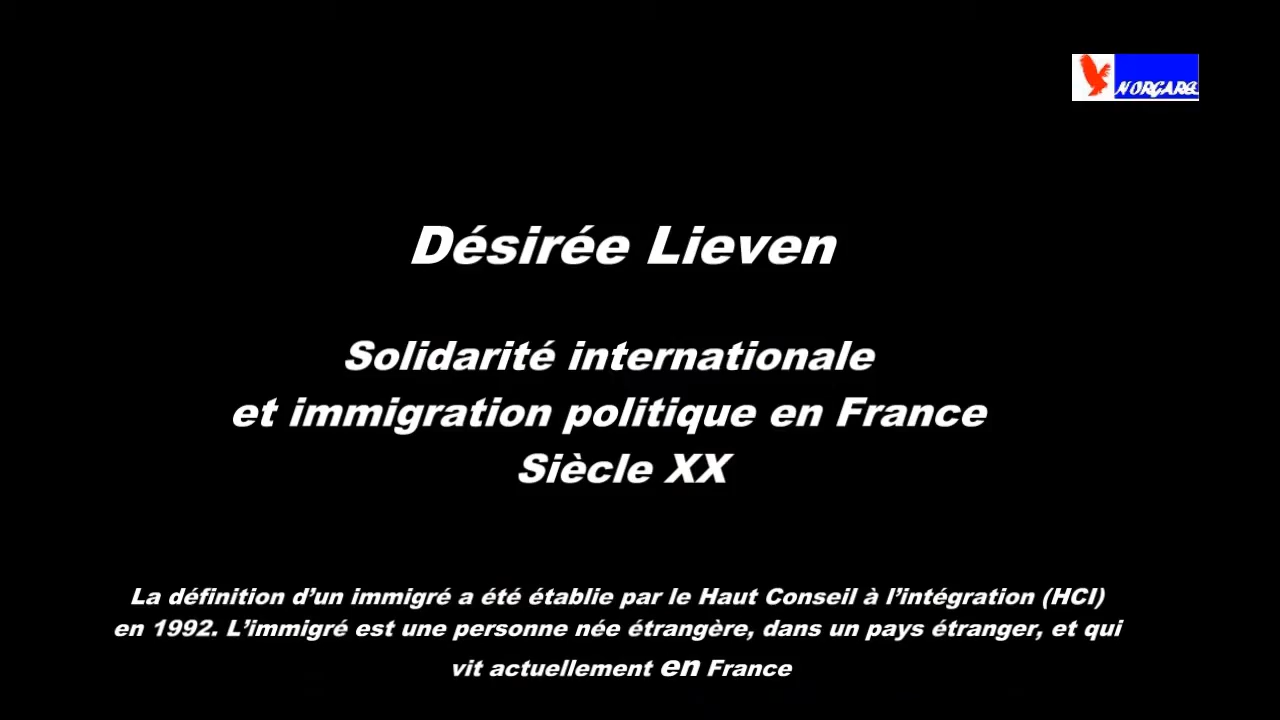 NORÇARQ
Désirée Lieven
Solidarité internationale
et immigration politique en France
Siècle XX
La définition d’un immigré a été établie par le Haut Conseil à l’intégration (HCI)
en 1992. L’immigré est une personne née étrangère, dans un pays étranger, et qui
vit actuellement en France